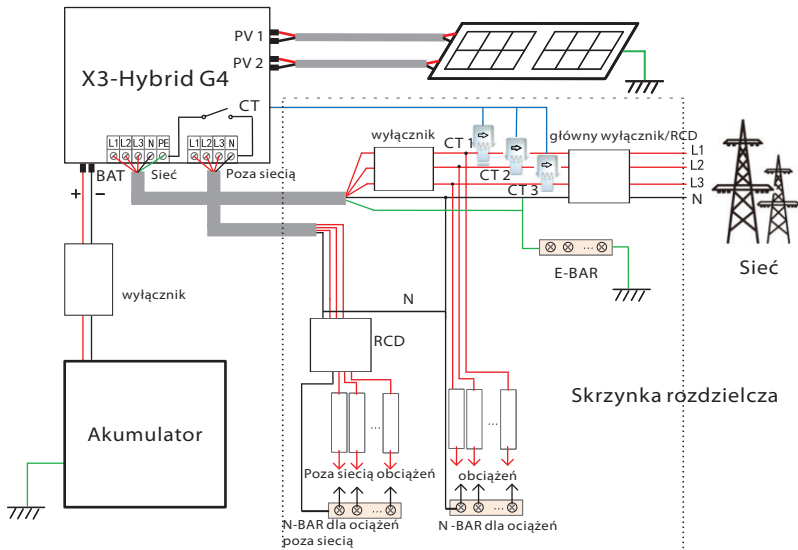 PV 1
X3-Hybrid G4
PV 2
CT
L1 L2 L3 N PE
L1 L2 L3 N
BAT
Sieć
Poza siecią
+
–
wyłącznik
CT 1
CT 2
CT 3
główny wyłącznik/RCD
L1
L2
L3
N
Sieć
E-BAR
wyłącznik
N
RCD
Akumulator
Skrzynka rozdzielcza
...
...
Poza siecią obciążeń
obciążeń
N-BAR dla ociążeń
poza siecią
N -BAR dla ociążeń